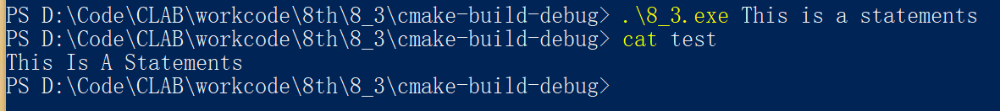 PS D:\Code\CLAB\workcode\8th\8_3\cmake-build-debug> .\8_3.exe This is a statements
PS D:\Code\CLAB\workcode\8th\8_3\cmake-build-debug> cat test
This Is A Statements
PS D:\Code\CLAB\workcode\8th\8_3\cmake-build-debug>